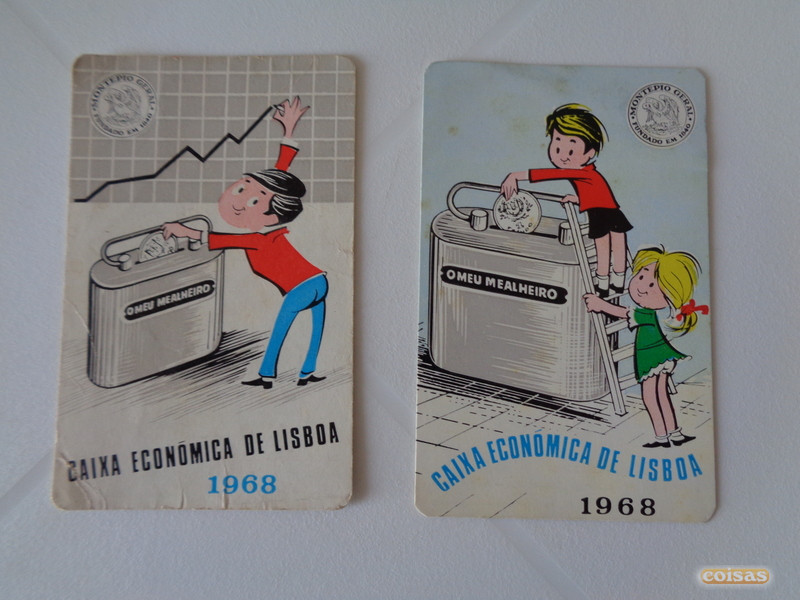 MONTEPIO GERAL
FUNDADO EM 1840
O MEU MEALHEIRO
CAIXA ECONÓMICA DE LISBOA
1968
MONTEPIO GERAL
FUNDADO EM 1840
O MEU MEALHEIRO
CAIXA ECONÓMICA DE LISBOA
1968
coisas